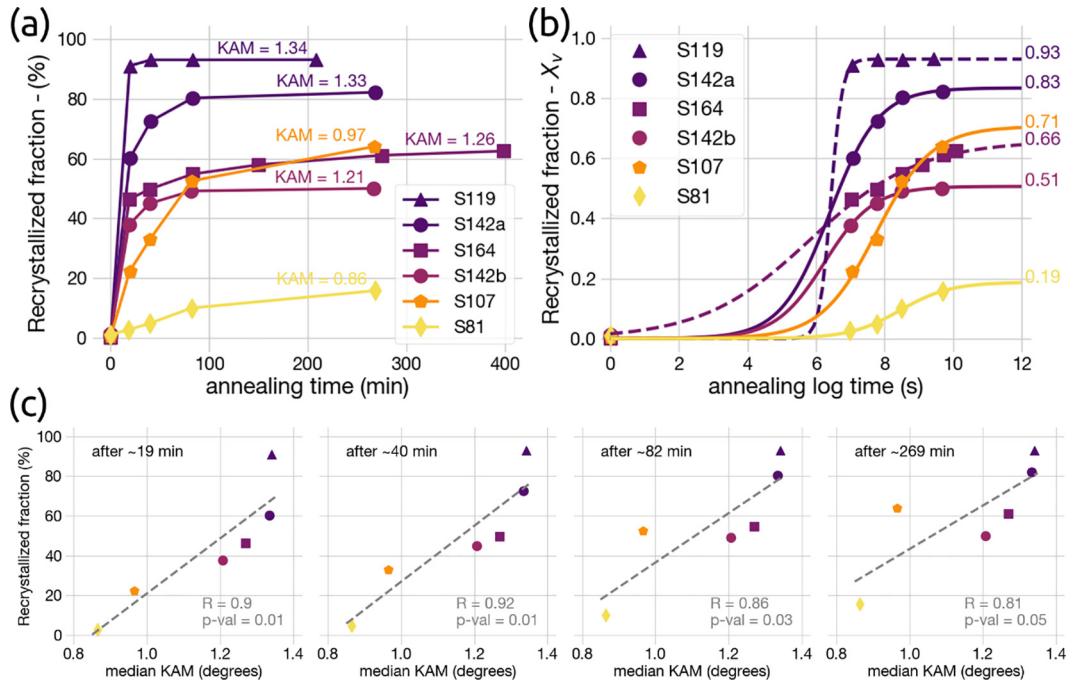 (a)
Recrystallized fraction - (%)
100
80
60
40
20
0
KAM = 1.34
KAM = 1.33
KAM = 0.97
KAM = 1.26
KAM = 1.21
KAM = 0.86
S119
S142a
S164
S142b
S107
S81
0 100 200 300 400
annealing time (min)
(b)
Recrystallized fraction - Xv
1.0
0.8
0.6
0.4
0.2
0.0
S119
S142a
S164
S142b
S107
S81
0.93
0.83
0.71
0.66
0.51
0.19
0 2 4 6 8 10 12
annealing log time (s)
(c)
Recrystallized fraction (%)
100
80
60
40
20
0
after ~19 min
R = 0.9
p-val = 0.01
0.8 1.0 1.2 1.4
median KAM (degrees)
after ~40 min
R = 0.92
p-val = 0.01
0.8 1.0 1.2 1.4
median KAM (degrees)
after ~82 min
R = 0.86
p-val = 0.03
0.8 1.0 1.2 1.4
median KAM (degrees)
after ~269 min
R = 0.81
p-val = 0.05
0.8 1.0 1.2 1.4
median KAM (degrees)